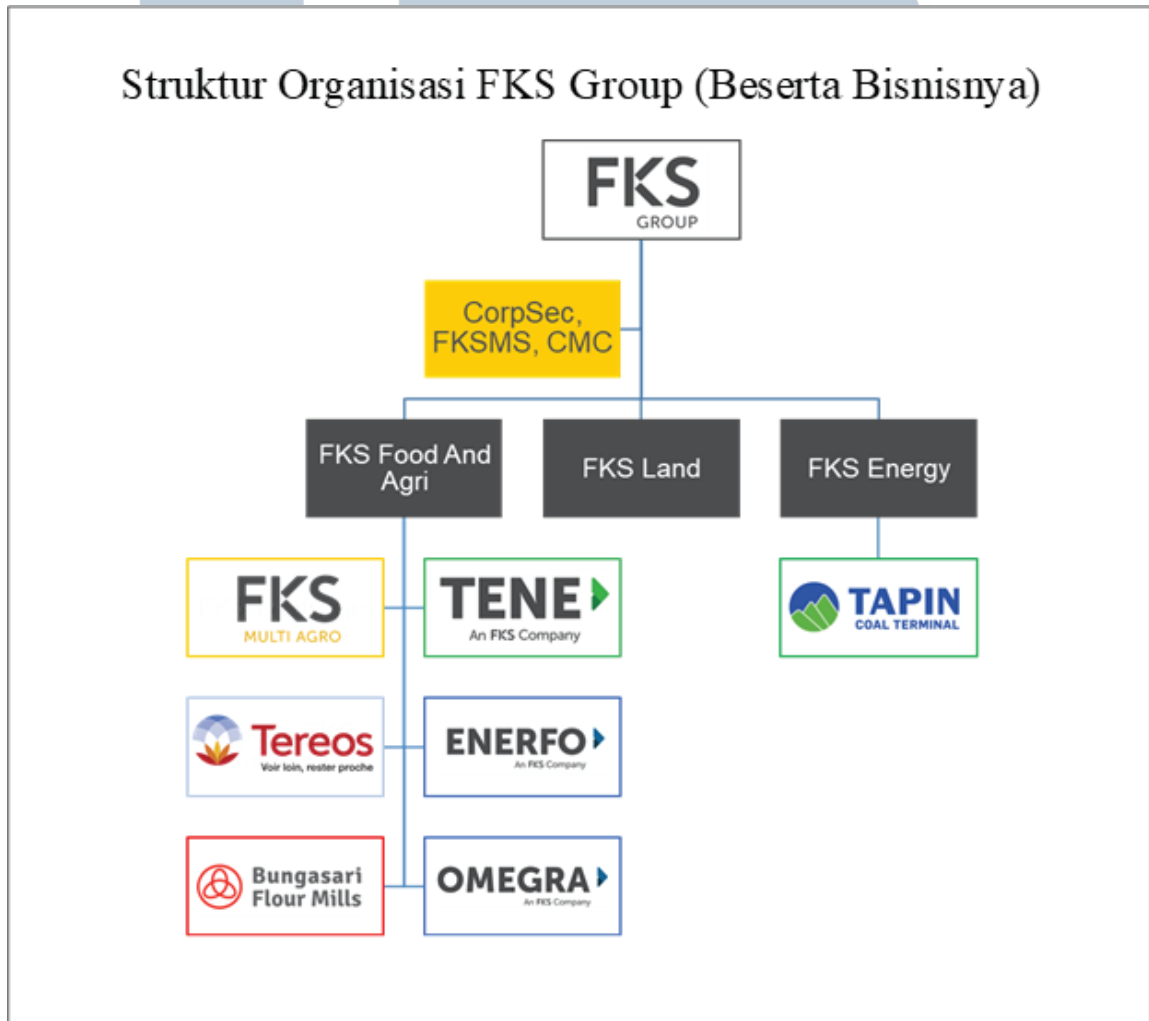 Struktur Organisasi FKS Group (Beserta Bisnisnya)
FKS
GROUP
CorpSec,
FKSMS, CMC
FKS Food And
Agri
FKS Land
FKS Energy
FKS
MULTI AGRO
TENE
An FKS Company
TAPIN
COAL TERMINAL
Tereos
Voir loin, rester proche
ENERFO
An FKS Company
Bungasari
Flour Mills
OMEGRA
An FKS Company